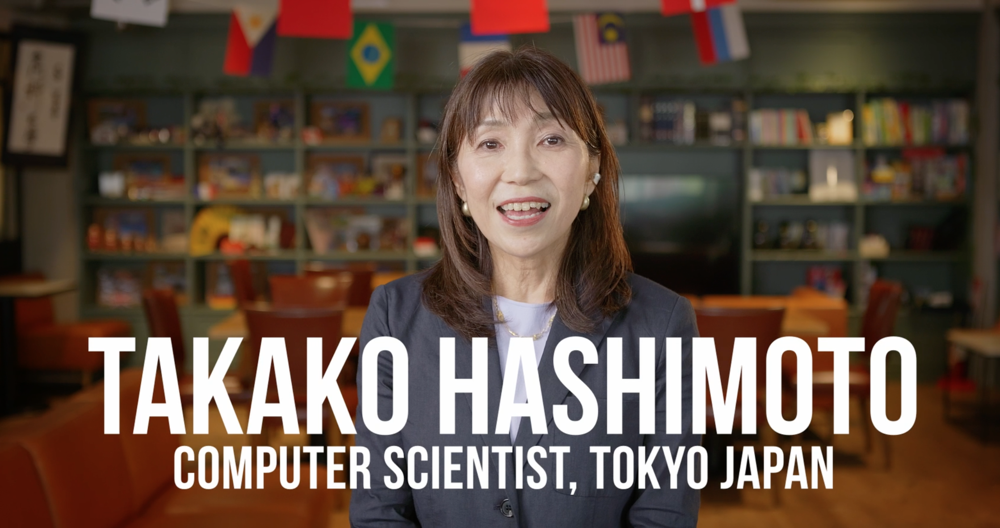 TAKAKO HASHIMOTO
COMPUTER SCIENTIST, TOKYO JAPAN